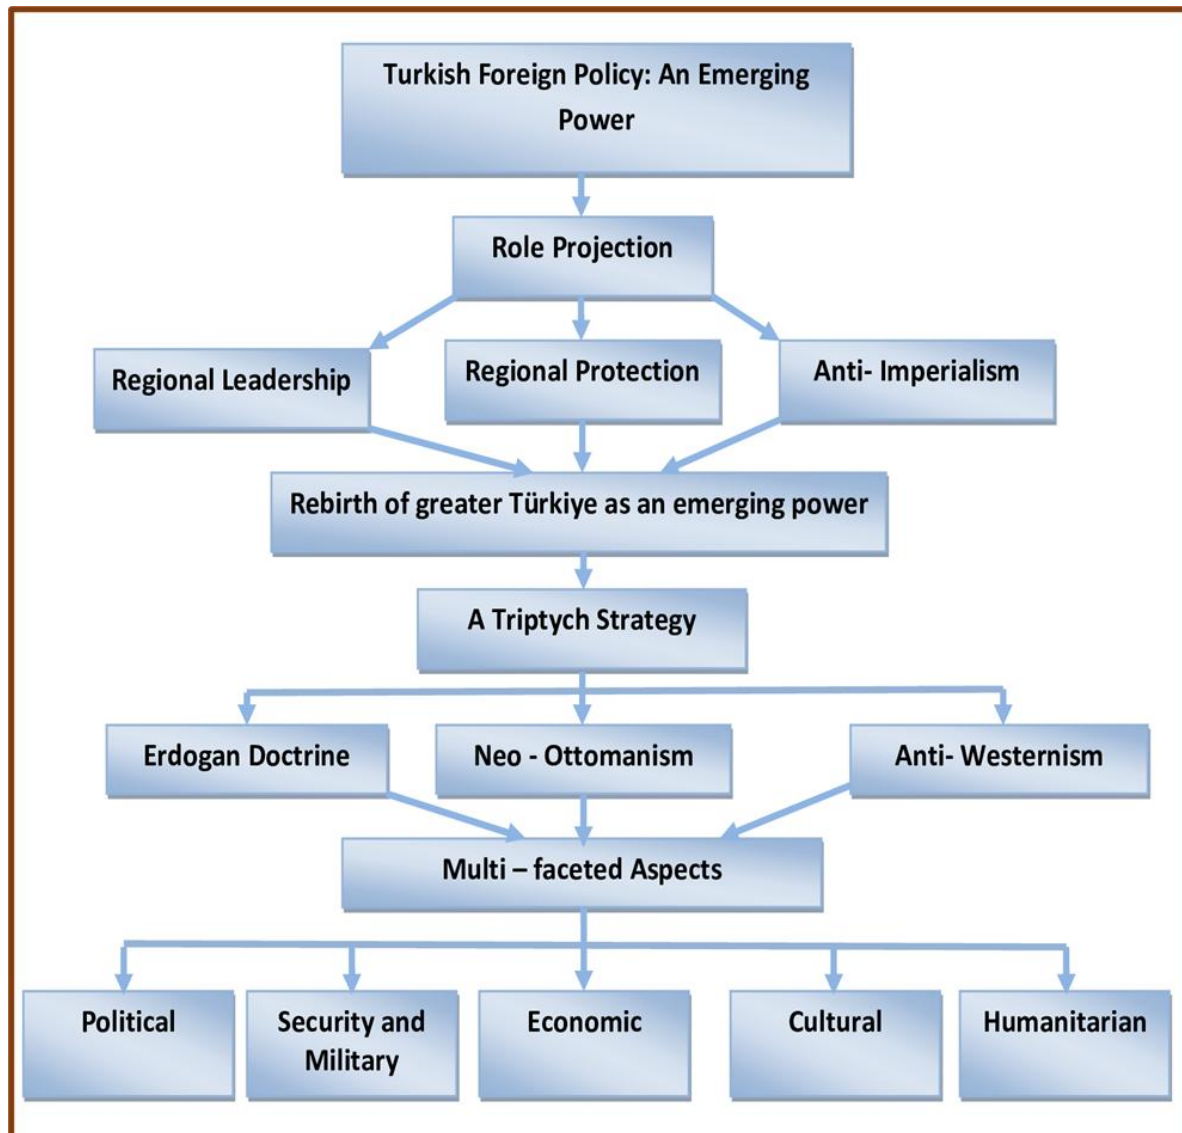 Turkish Foreign Policy: An Emerging
Power
Role Projection
Regional Leadership
Regional Protection
Anti- Imperialism
Rebirth of greater Türkiye as an emerging power
A Triptych Strategy
Erdogan Doctrine
Neo - Ottomanism
Anti- Westernism
Multi – faceted Aspects
Political
Security and
Military
Economic
Cultural
Humanitarian